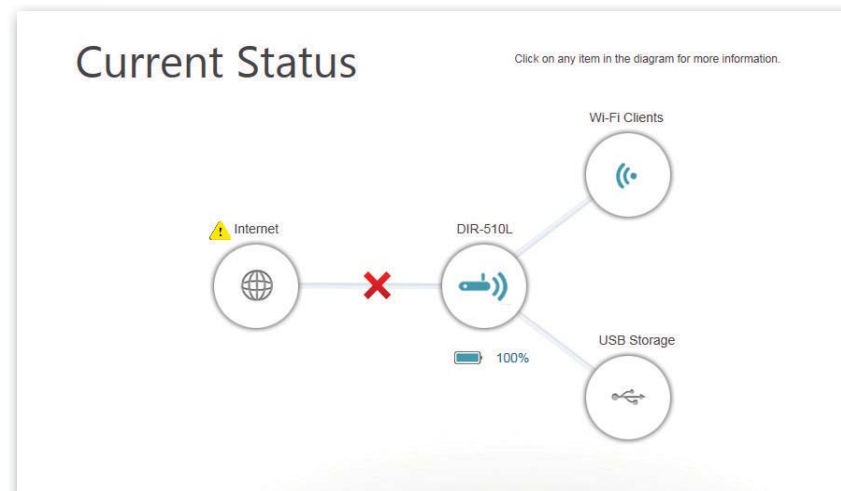 Current Status
Click on any item in the diagram for more information.
Wi-Fi Clients
Internet
DIR-510L
USB Storage
100%